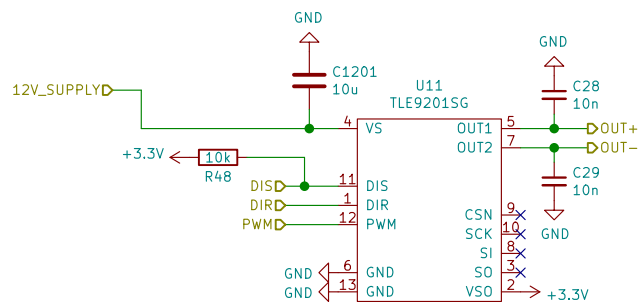 GND
C1201
10u
12V_SUPPLY
U11
TLE9201SG
GND
C28
10n
4 VS
OUT1 5
OUT+
OUT2 7
OUT-
+3.3V
10k
R48
DIS
11 DIS
DIR
1 DIR
PWM
12 PWM
C29
10n
GND
CSN 9
SCK 10
SI 8
SO 3
GND
6 GND
GND
13 GND
VSO 2
+3.3V